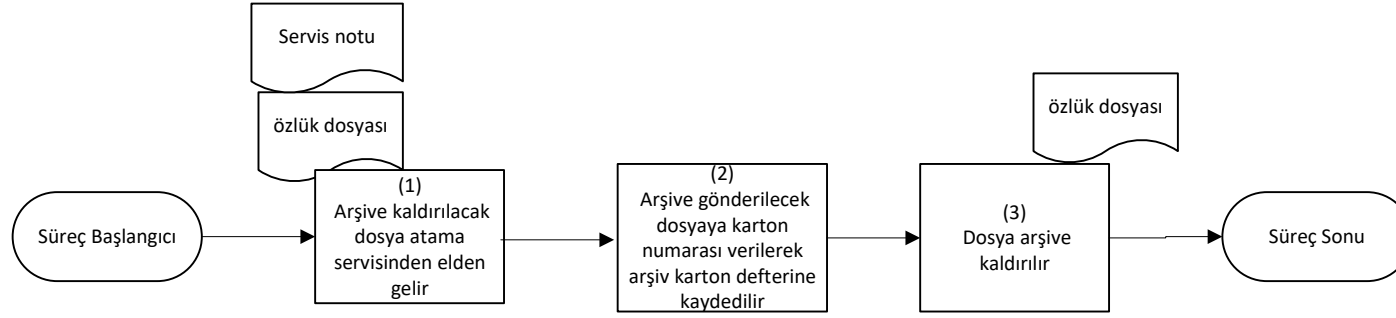 Servis notu
özlük dosyası
özlük dosyası
Süreç Başlangıcı
(1)
Arşive kaldırılacak
dosya atama
servisinden elden
gelir
(2)
Arşive gönderilecek
dosyaya karton
numarası verilerek
arşiv karton defterine
kaydedilir
(3)
Dosya arşive
kaldırılır
Süreç Sonu